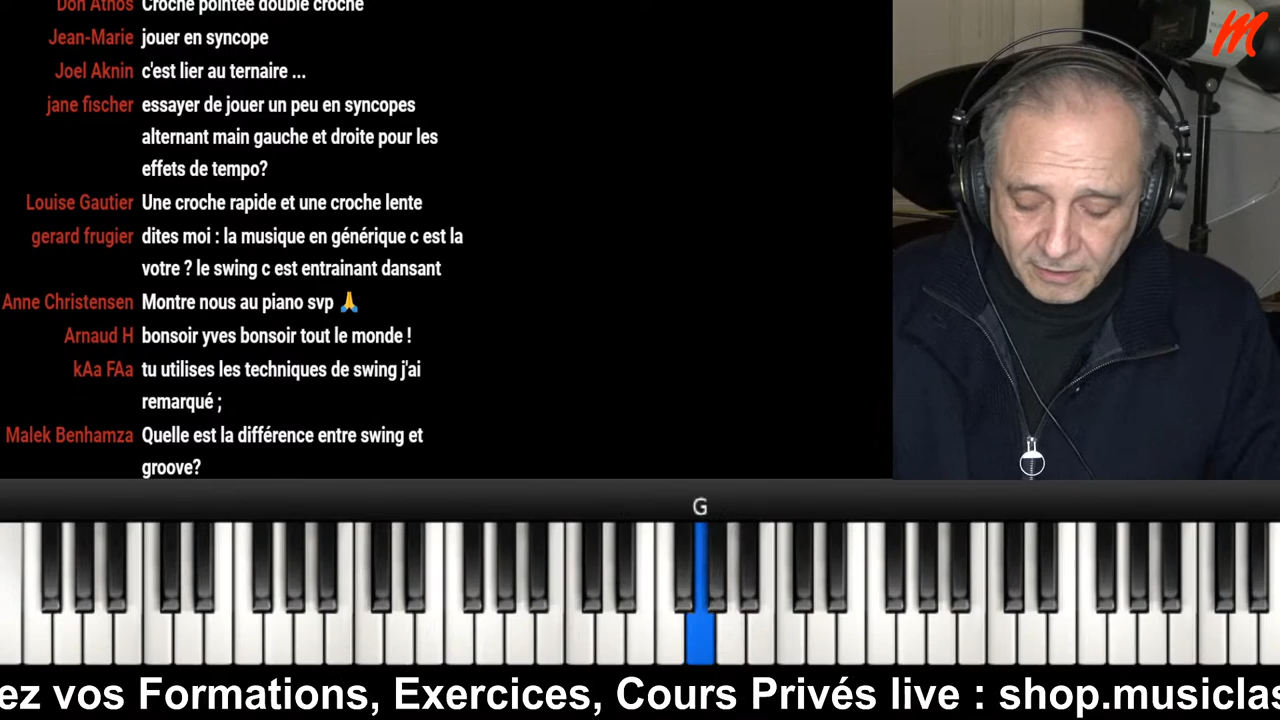 Don Athos Croche pointée double croche
Jean-Marie jouer en syncope
Joel Aknin c'est lier au ternaire ...
jane fischer essayer de jouer un peu en syncopes
alternant main gauche et droite pour les
effets de tempo?
Louise Gautier Une croche rapide et une croche lente
gerard frugier dites moi : la musique en générique c est la
votre ? le swing c est entrainant dansant
Anne Christensen Montre nous au piano svp 🙏
Arnaud H bonsoir yves bonsoir tout le monde !
kAa FAa tu utilises les techniques de swing j'ai
remarqué ;
Malek Benhamza Quelle est la différence entre swing et
groove?
M
G
ez vos Formations, Exercices, Cours Privés live : shop.musiclas